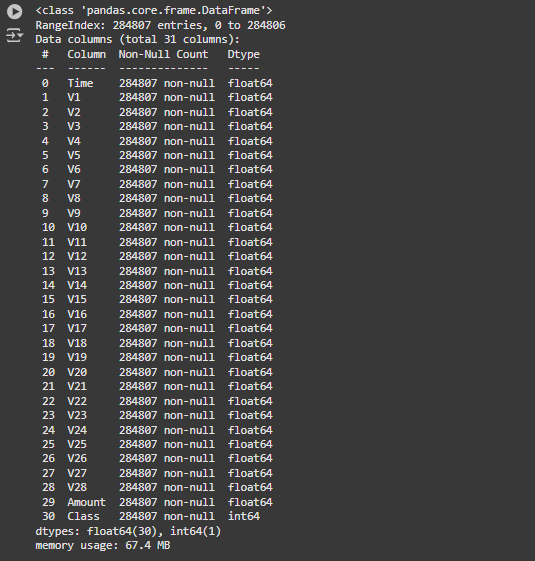 <class 'pandas.core.frame.DataFrame'>
RangeIndex: 284807 entries, 0 to 284806
Data columns (total 31 columns):
 #   Column  Non-Null Count   Dtype
---  ------  --------------   -----
 0   Time    284807 non-null  float64
 1   V1      284807 non-null  float64
 2   V2      284807 non-null  float64
 3   V3      284807 non-null  float64
 4   V4      284807 non-null  float64
 5   V5      284807 non-null  float64
 6   V6      284807 non-null  float64
 7   V7      284807 non-null  float64
 8   V8      284807 non-null  float64
 9   V9      284807 non-null  float64
 10  V10     284807 non-null  float64
 11  V11     284807 non-null  float64
 12  V12     284807 non-null  float64
 13  V13     284807 non-null  float64
 14  V14     284807 non-null  float64
 15  V15     284807 non-null  float64
 16  V16     284807 non-null  float64
 17  V17     284807 non-null  float64
 18  V18     284807 non-null  float64
 19  V19     284807 non-null  float64
 20  V20     284807 non-null  float64
 21  V21     284807 non-null  float64
 22  V22     284807 non-null  float64
 23  V23     284807 non-null  float64
 24  V24     284807 non-null  float64
 25  V25     284807 non-null  float64
 26  V26     284807 non-null  float64
 27  V27     284807 non-null  float64
 28  V28     284807 non-null  float64
 29  Amount  284807 non-null  float64
 30  Class   284807 non-null  int64
dtypes: float64(30), int64(1)
memory usage: 67.4 MB